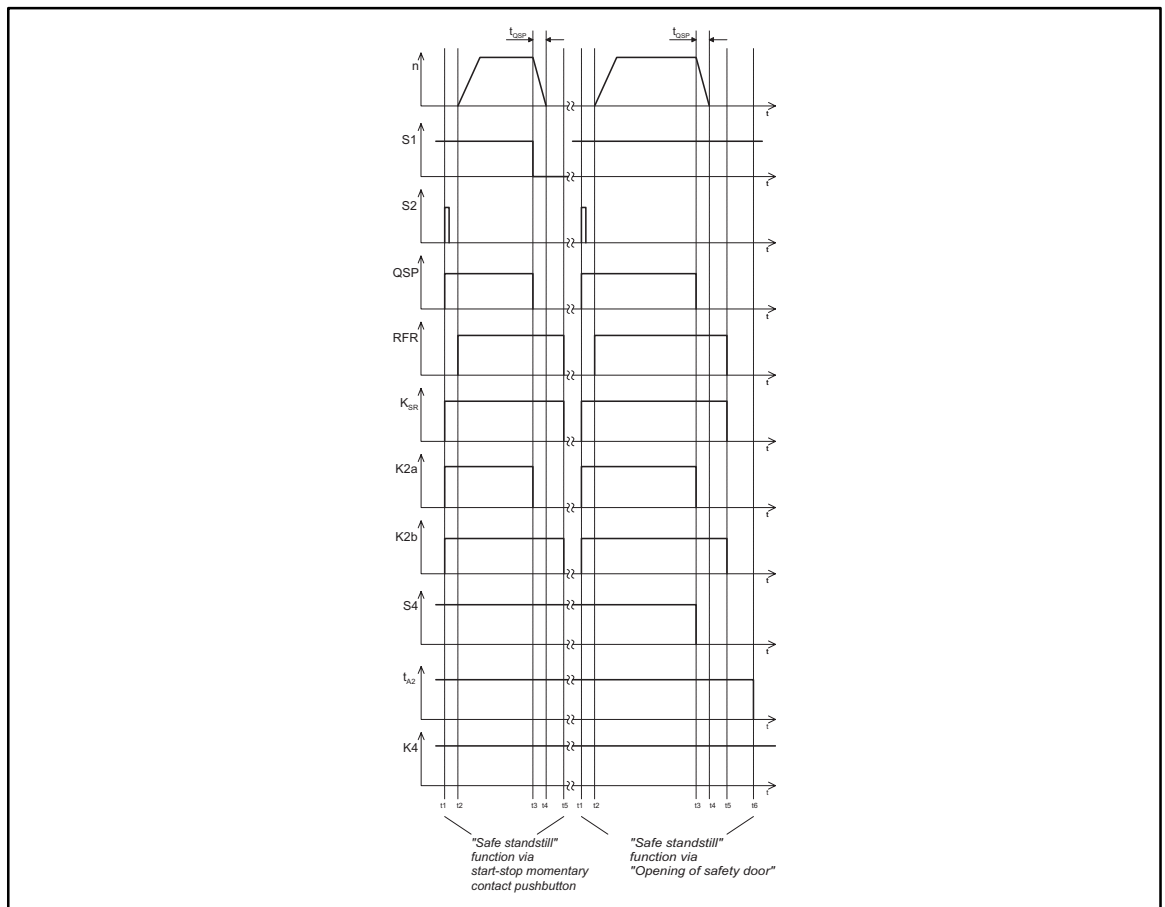 tQSP tQSP
n
t
S1
t
S2
t
QSP
t
RFR
t
KSR
t
K2a
t
K2b
t
S4
t
tA2
t
K4
t
t1 t2 t3 t4 t5 t1 t2 t3 t4 t5 t6
"Safe standstill"
function via
start-stop momentary
contact pushbutton
"Safe standstill"
function via
"Opening of safety door"